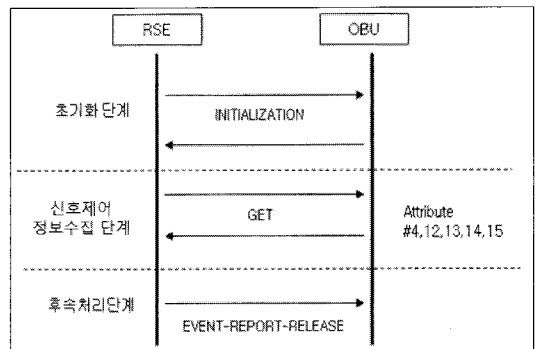 RSE
OBU
초기화 단계
INITIALIZATION
신호제어
정보수집 단계
GET
Attribute
#4,12,13,14,15
후속처리단계
EVENT-REPORT-RELEASE